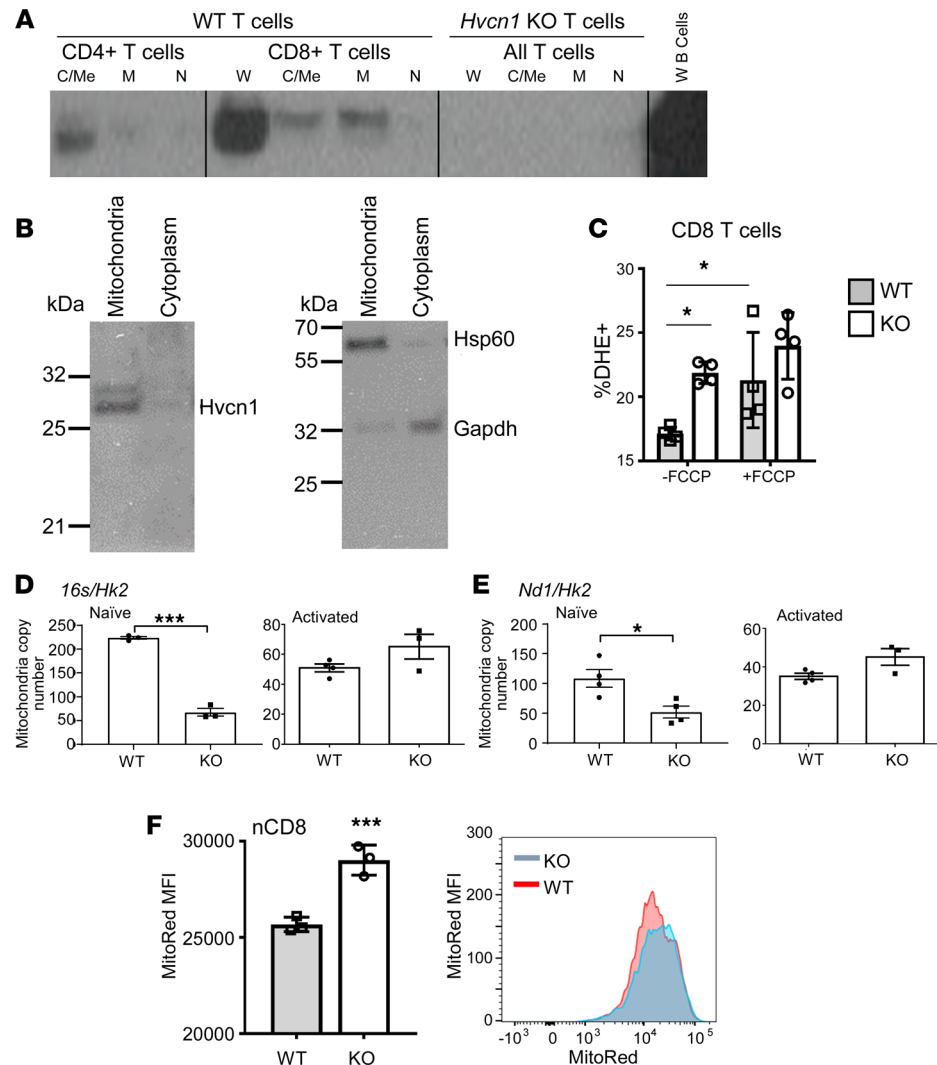 A
WT T cells
Hvcn1 KO T cells
W B Cells
CD4+ T cells
CD8+ T cells
All T cells
C/Me M N
W C/Me M N
W C/Me M N
B
Mitochondria
Cytoplasm
kDa
32
25
21
Hvcn1
Mitochondria
Cytoplasm
kDa
70
55
32
25
Hsp60
Gapdh
C
CD8 T cells
*
*
WT
KO
%DHE+
30
25
20
15
-FCCP +FCCP
D
16s/Hk2
Naïve
***
Mitochondria copy
number
250
200
150
100
50
0
WT KO
Activated
80
60
40
20
0
WT KO
E
Nd1/Hk2
Naïve
*
Mitochondria copy
number
200
150
100
50
0
WT KO
Activated
60
40
20
0
WT KO
F
nCD8
***
MitoRed MFI
30000
25000
20000
WT KO
MitoRed MFI
300
200
100
0
KO
WT
-10³ 0 10³ 10⁴ 10⁵
MitoRed